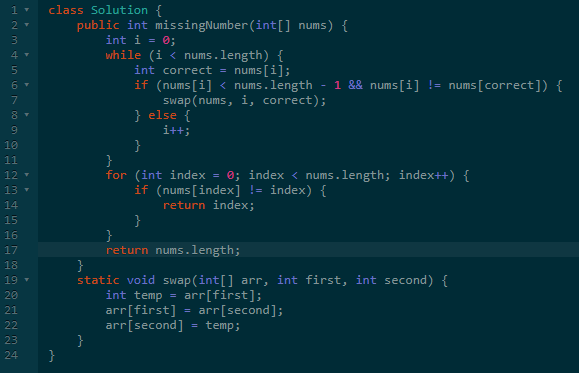 1 class Solution {
2     public int missingNumber(int[] nums) {
3         int i = 0;
4         while (i < nums.length) {
5             int correct = nums[i];
6             if (nums[i] < nums.length - 1 && nums[i] != nums[correct]) {
7                 swap(nums, i, correct);
8             } else {
9                 i++;
10             }
11         }
12         for (int index = 0; index < nums.length; index++) {
13             if (nums[index] != index) {
14                 return index;
15             }
16         }
17         return nums.length;
18     }
19     static void swap(int[] arr, int first, int second) {
20         int temp = arr[first];
21         arr[first] = arr[second];
22         arr[second] = temp;
23     }
24 }